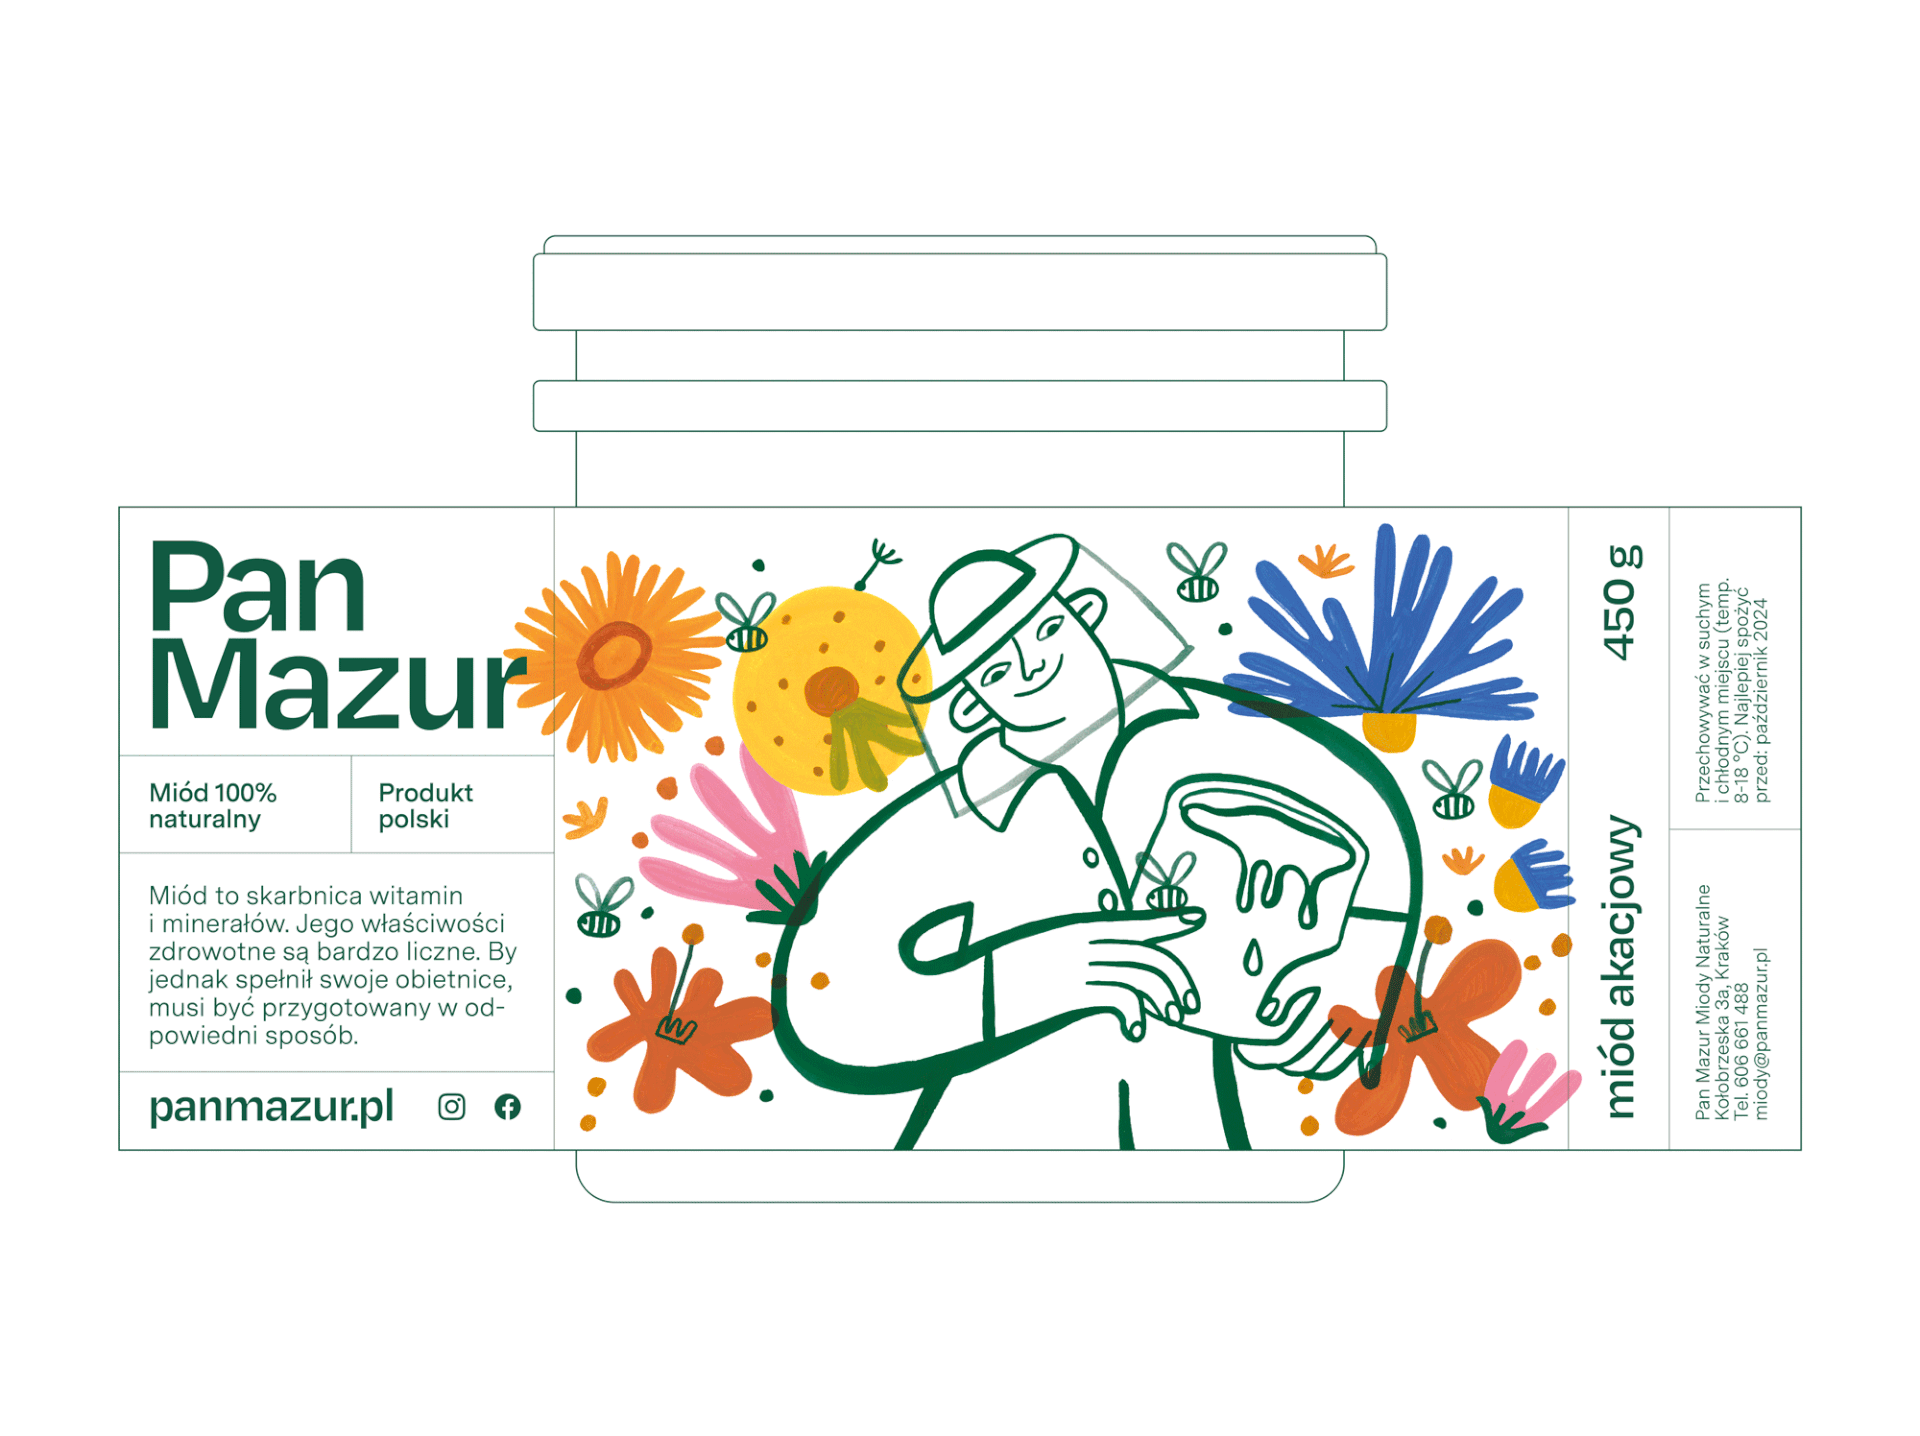 Pan
Mazur
Miód 100%
naturalny
Produkt
polski
Miód to skarbnica witamin
i minerałów. Jego właściwości
zdrowotne są bardzo liczne. By
jednak spełnił swoje obietnice,
musi być przygotowany w od-
powiedni sposób.
panmazur.pl
miód akacjowy
450 g
Przechowywać w suchym
i chłodnym miejscu (temp.
8-18 °C). Najlepiej spożyć
przed: październik 2024
Pan Mazur Miody Naturalne
Kołobrzeska 3a, Kraków
Tel. 606 661 488
miody@panmazur.pl